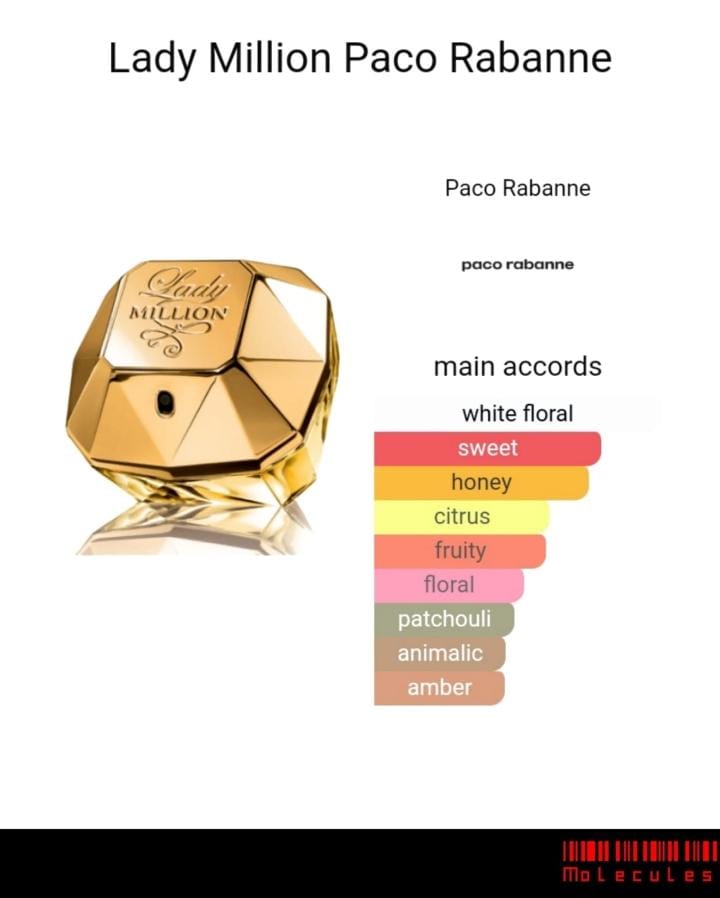 Lady Million Paco Rabanne
Paco Rabanne
paco rabanne
Lady
MILLION
main accords
white floral
sweet
honey
citrus
fruity
floral
patchouli
animalic
amber
Molecules